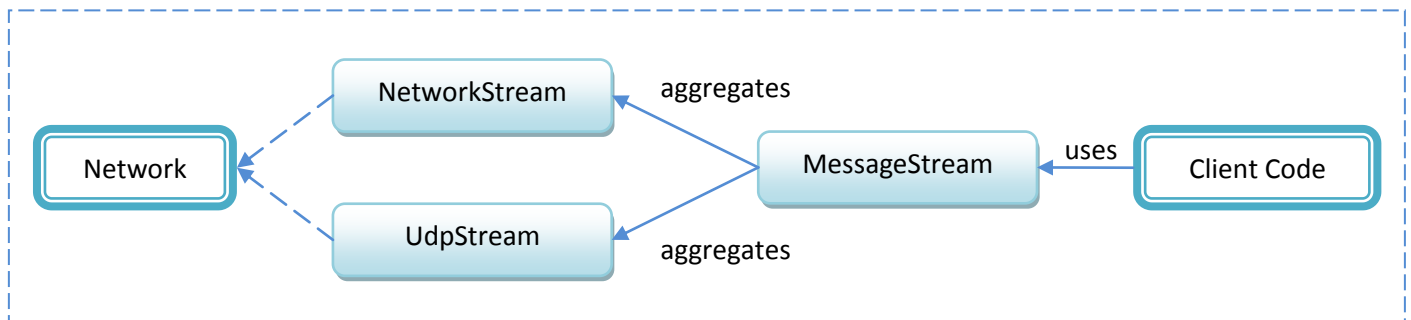 NetworkStream
aggregates
Network
MessageStream
uses
Client Code
UdpStream
aggregates